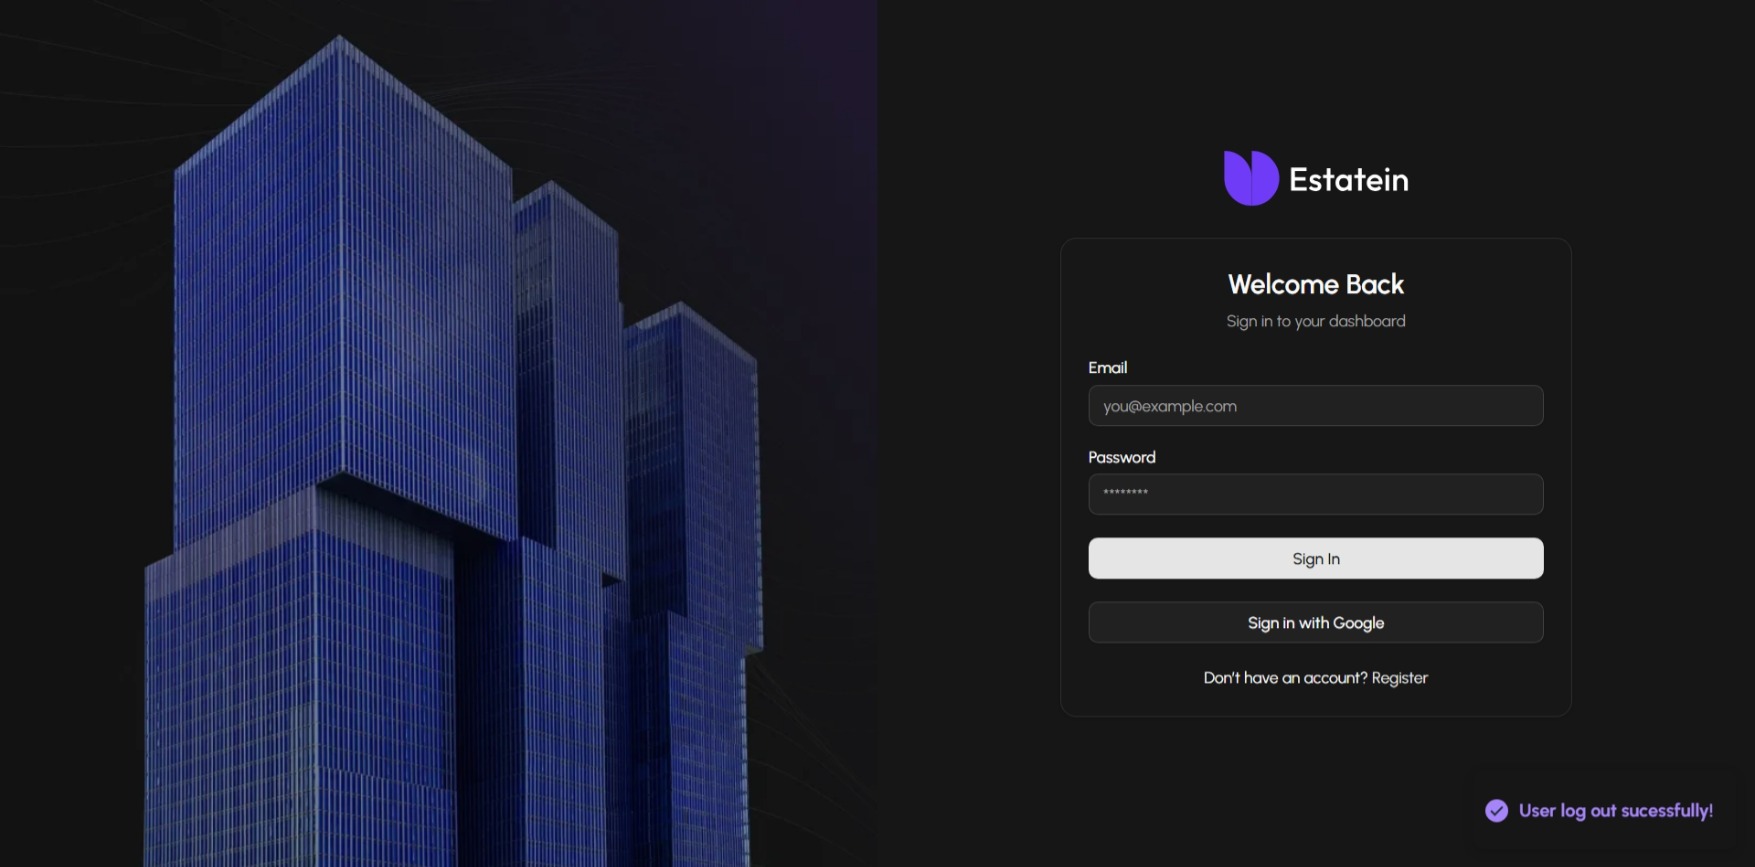 Estatein
Welcome Back
Sign in to your dashboard
Email
you@example.com
Password
********
Sign In
Sign in with Google
Don't have an account? Register
User log out sucessfully!